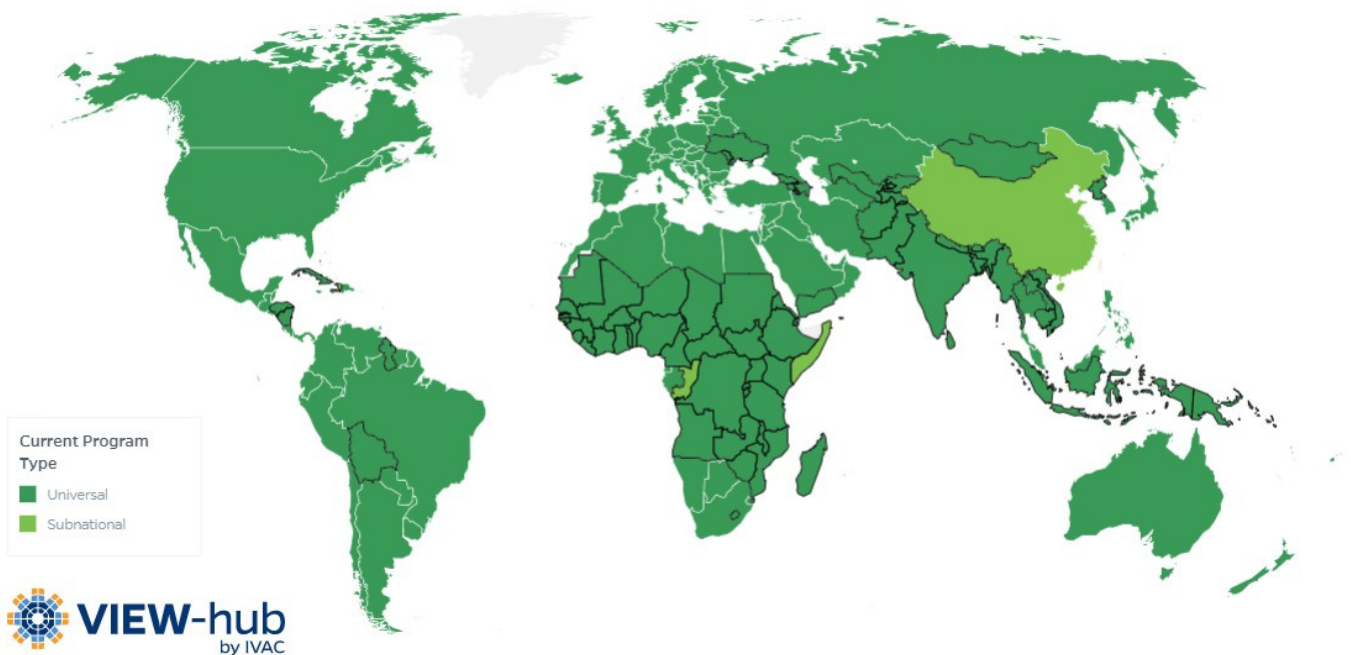 Current Program
Type
Universal
Subnational
VIEW-hub
by IVAC